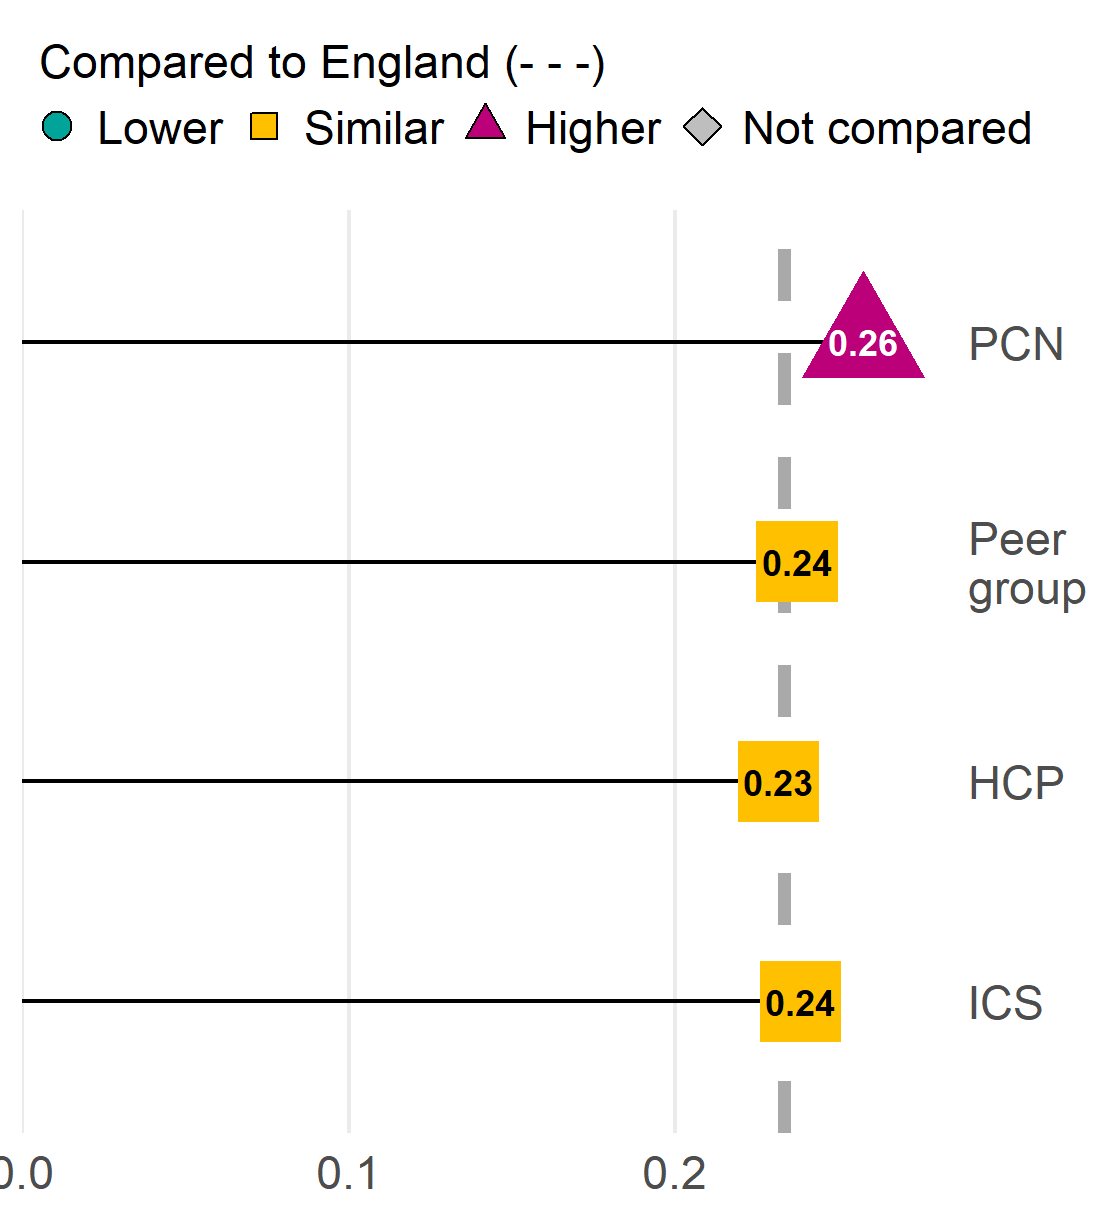 Compared to England (- - -)
Lower Similar Higher Not compared
0.26 PCN
0.24 Peer
group
0.23 HCP
0.24 ICS
0.0 0.1 0.2